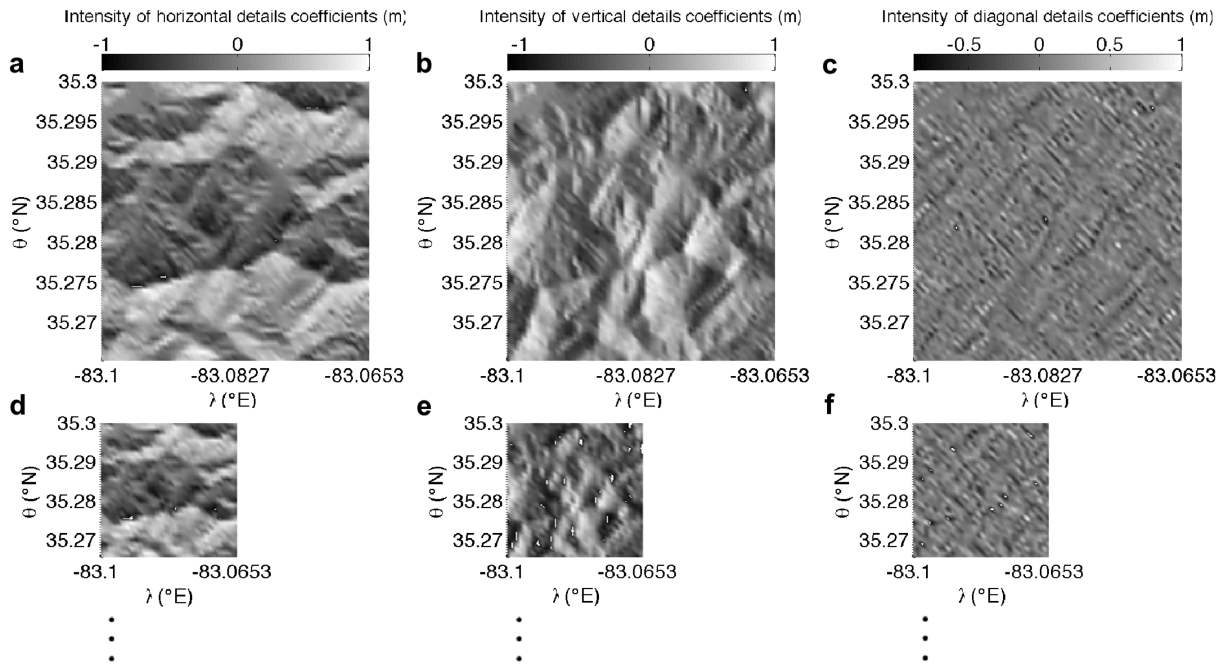 Intensity of horizontal details coefficients (m)
-1 0 1
a
35.3
35.295
35.29
35.285
35.28
35.275
35.27
θ (°N)
-83.1 -83.0827 -83.0653
λ (°E)
Intensity of vertical details coefficients (m)
-1 0 1
b
35.3
35.295
35.29
35.285
35.28
35.275
35.27
θ (°N)
-83.1 -83.0827 -83.0653
λ (°E)
Intensity of diagonal details coefficients (m)
-0.5 0 0.5 1
c
35.3
35.295
35.29
35.285
35.28
35.275
35.27
θ (°N)
-83.1 -83.0827 -83.0653
λ (°E)
d
35.3
35.29
35.28
35.27
θ (°N)
-83.1 -83.0653
λ (°E)
e
35.3
35.29
35.28
35.27
θ (°N)
-83.1 -83.0653
λ (°E)
f
35.3
35.29
35.28
35.27
θ (°N)
-83.1 -83.0653
λ (°E)